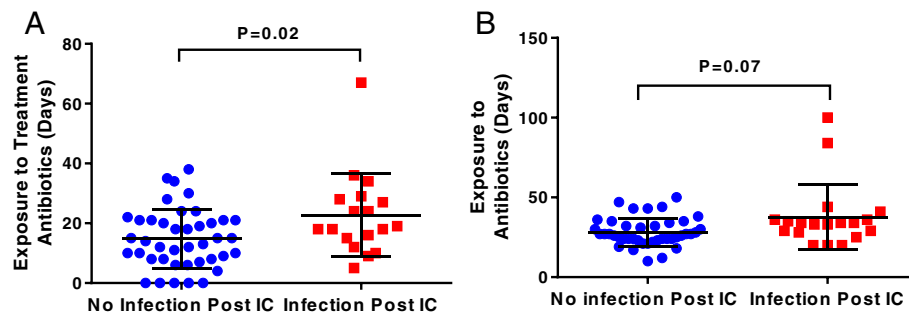 A
Exposure to Treatment
Antibiotics (Days)
80
60
40
20
0
P=0.02
No Infection Post IC
Infection Post IC
B
Exposure to
Antibiotics (Days)
150
100
50
0
P=0.07
No infection Post IC
Infection Post IC